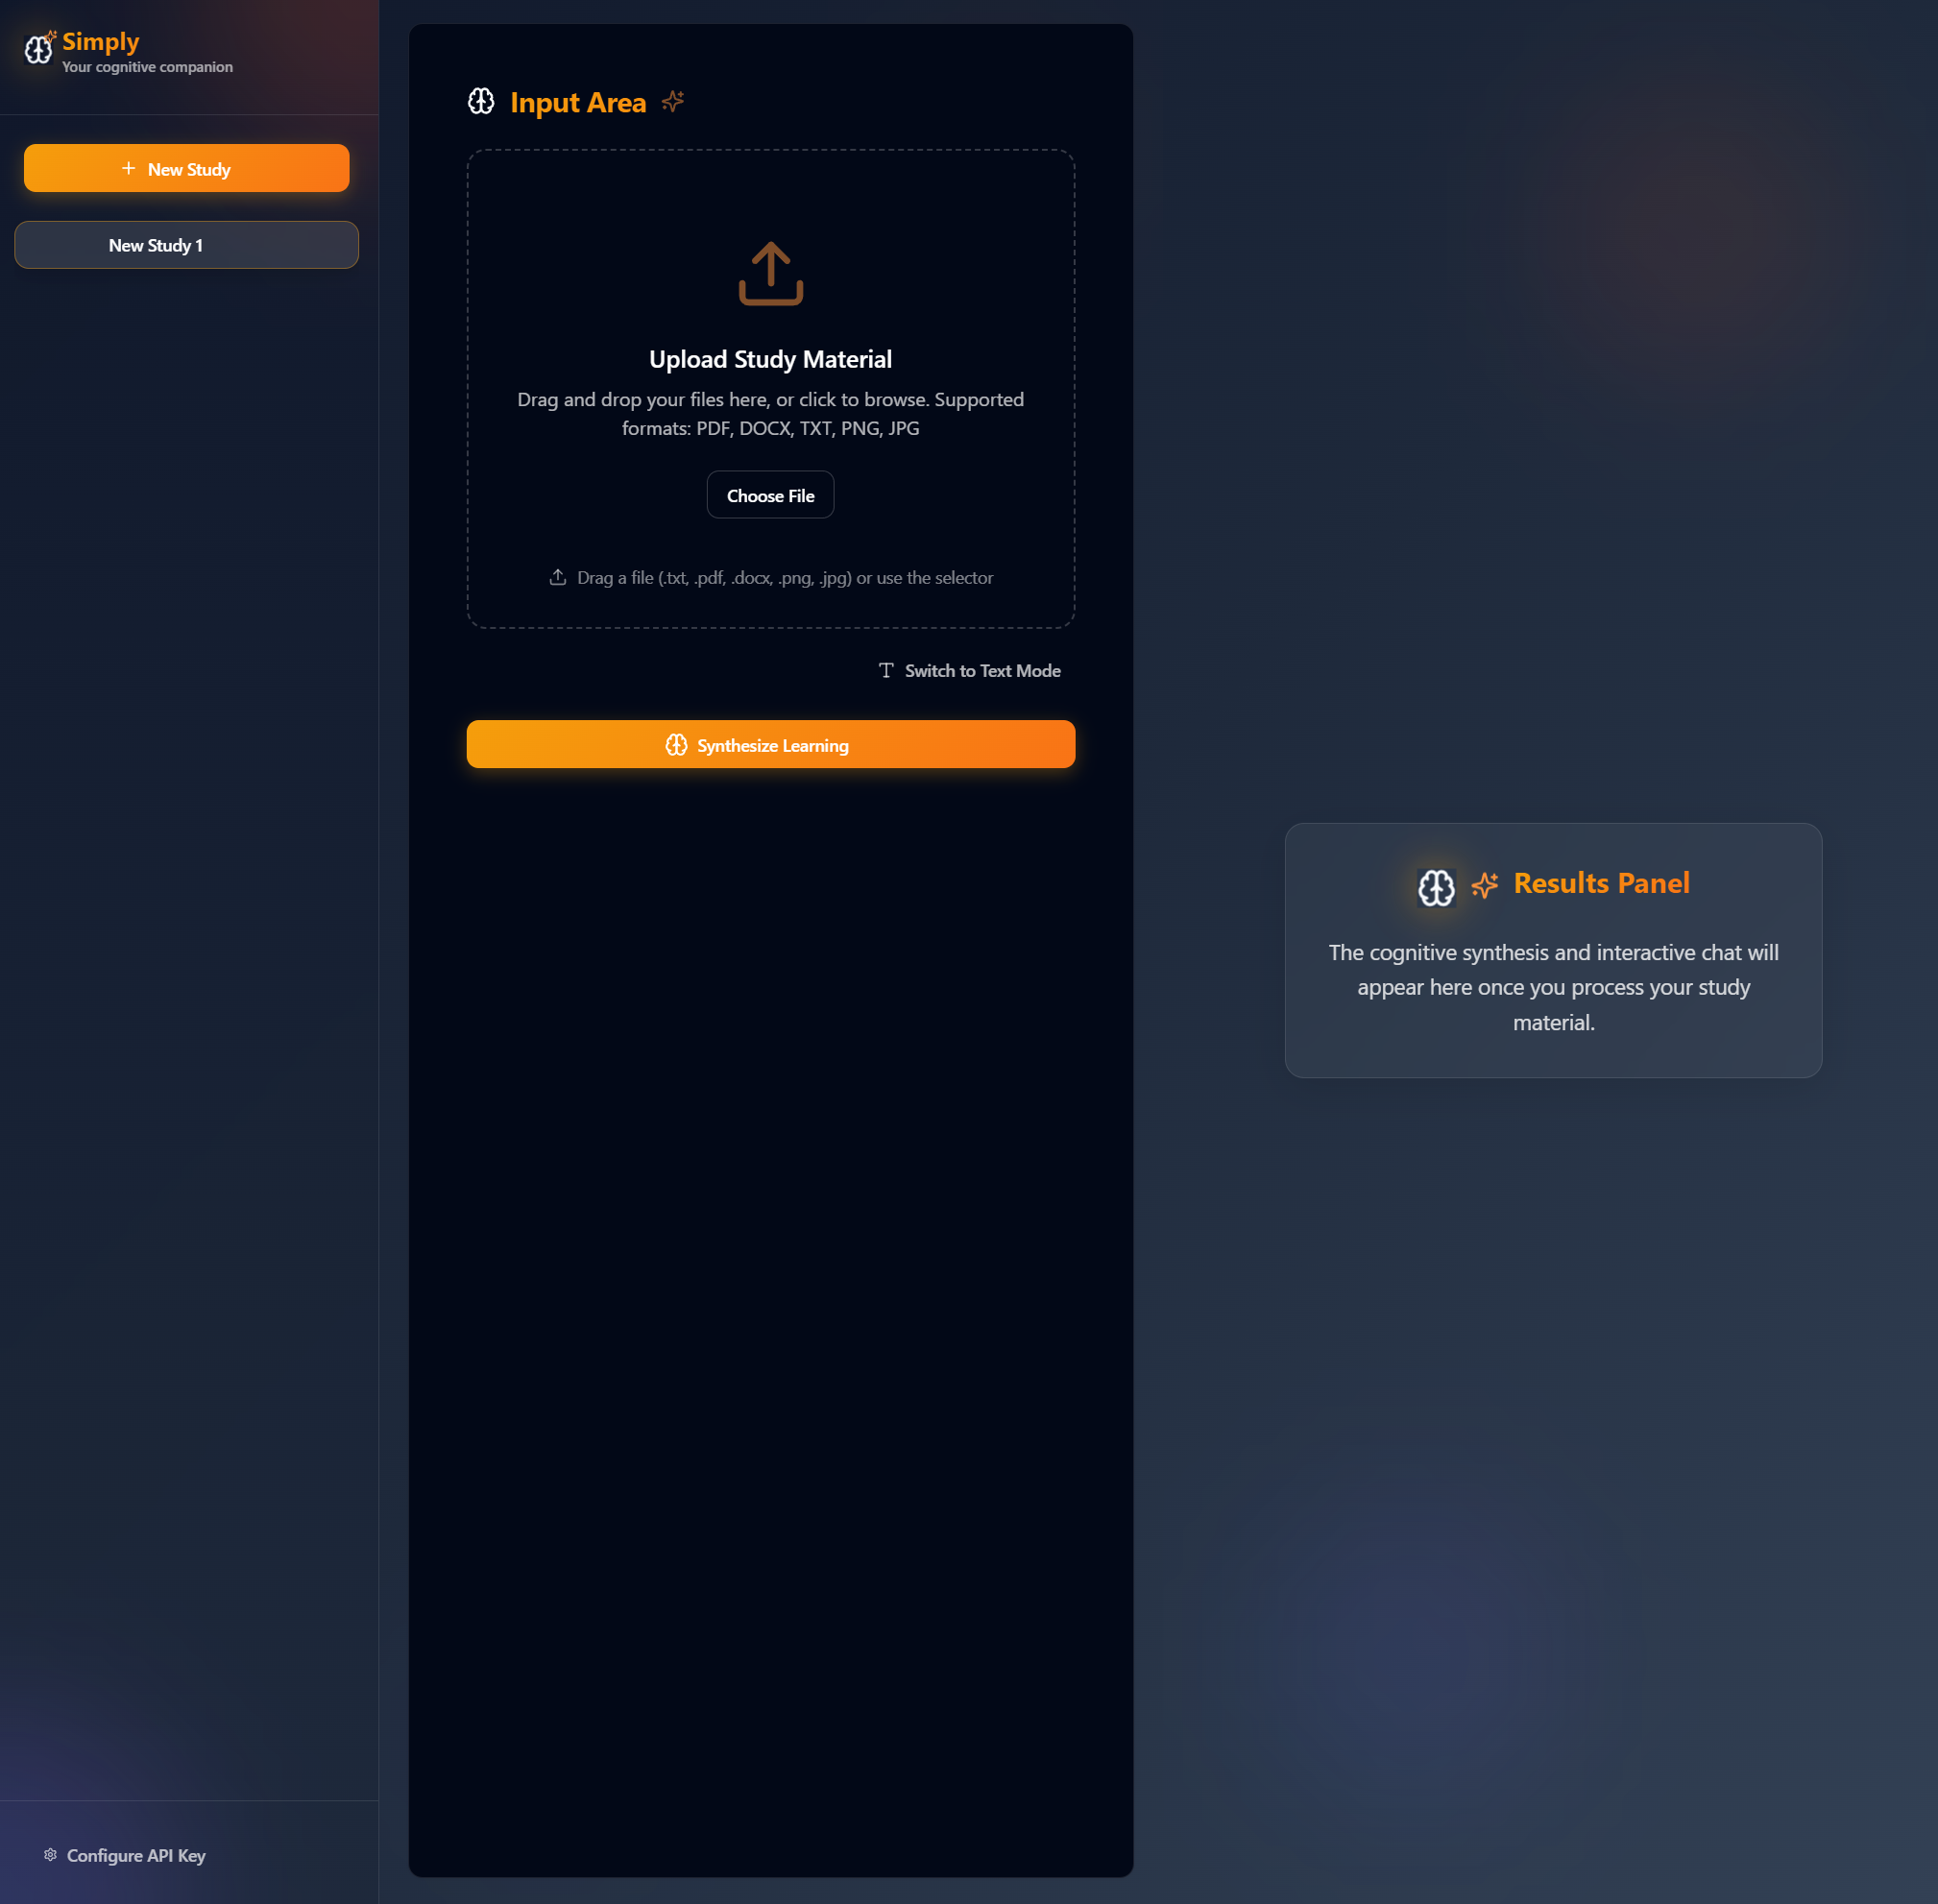 Simply
Your cognitive companion
New Study
New Study 1
Configure API Key
Input Area
Upload Study Material
Drag and drop your files here, or click to browse. Supported
formats: PDF, DOCX, TXT, PNG, JPG
Choose File
Drag a file (.txt, .pdf, .docx, .png, .jpg) or use the selector
Switch to Text Mode
Synthesize Learning
Results Panel
The cognitive synthesis and interactive chat will
appear here once you process your study
material.